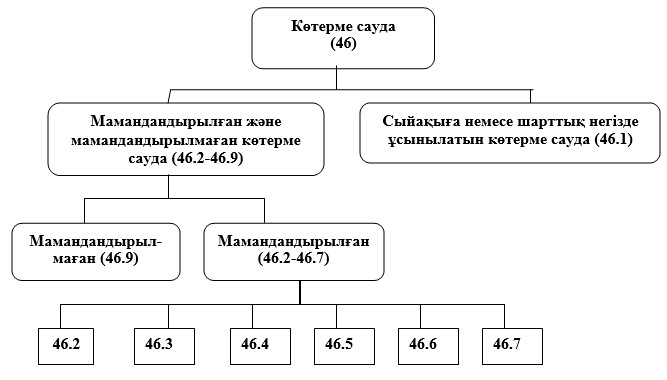 Көтерме сауда
(46)
Мамандандырылған және
мамандандырылмаған көтерме
сауда (46.2-46.9)
Сыйақыға немесе шарттық негізде
ұсынылатын көтерме сауда (46.1)
Мамандандырыл-
маған (46.9)
Мамандандырылған
(46.2-46.7)
46.2
46.3
46.4
46.5
46.6
46.7